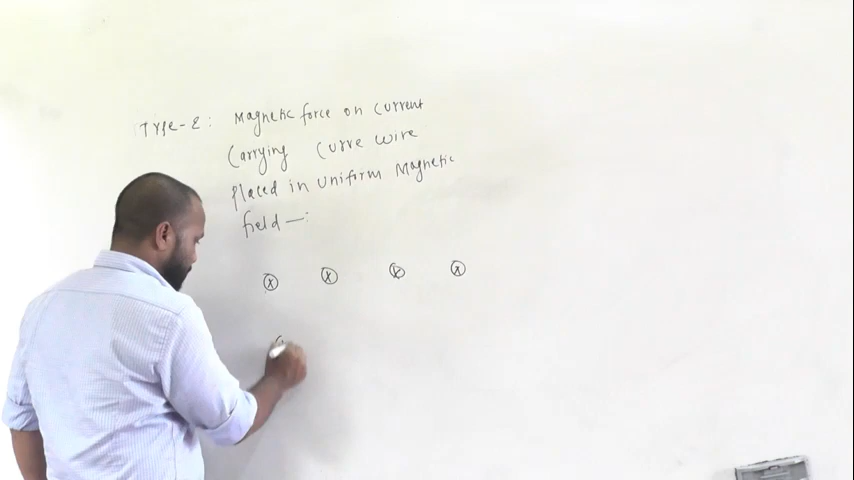 TYPE-2: Magnetic force on current
Carrying Curve wire
placed in uniform Magnetic
field—:
ⓧ ⓧ ⓧ ⓧ